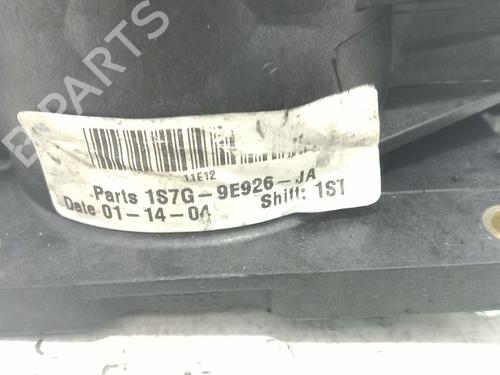 B-PARTS
11E12
Parts 1S7G-9E926-JA
Date 01-14-04 Shift: 1ST